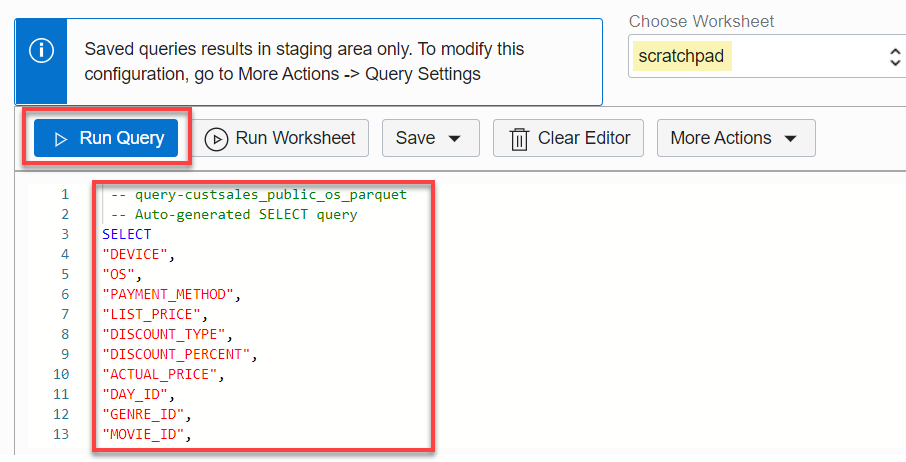 Choose Worksheet
scratchpad
Saved queries results in staging area only. To modify this
configuration, go to More Actions -> Query Settings
Run Query Run Worksheet Save Clear Editor More Actions
1 -- query-custsales_public_os_parquet
2 -- Auto-generated SELECT query
3 SELECT
4 "DEVICE",
5 "OS",
6 "PAYMENT_METHOD",
7 "LIST_PRICE",
8 "DISCOUNT_TYPE",
9 "DISCOUNT_PERCENT",
10 "ACTUAL_PRICE",
11 "DAY_ID",
12 "GENRE_ID",
13 "MOVIE_ID",